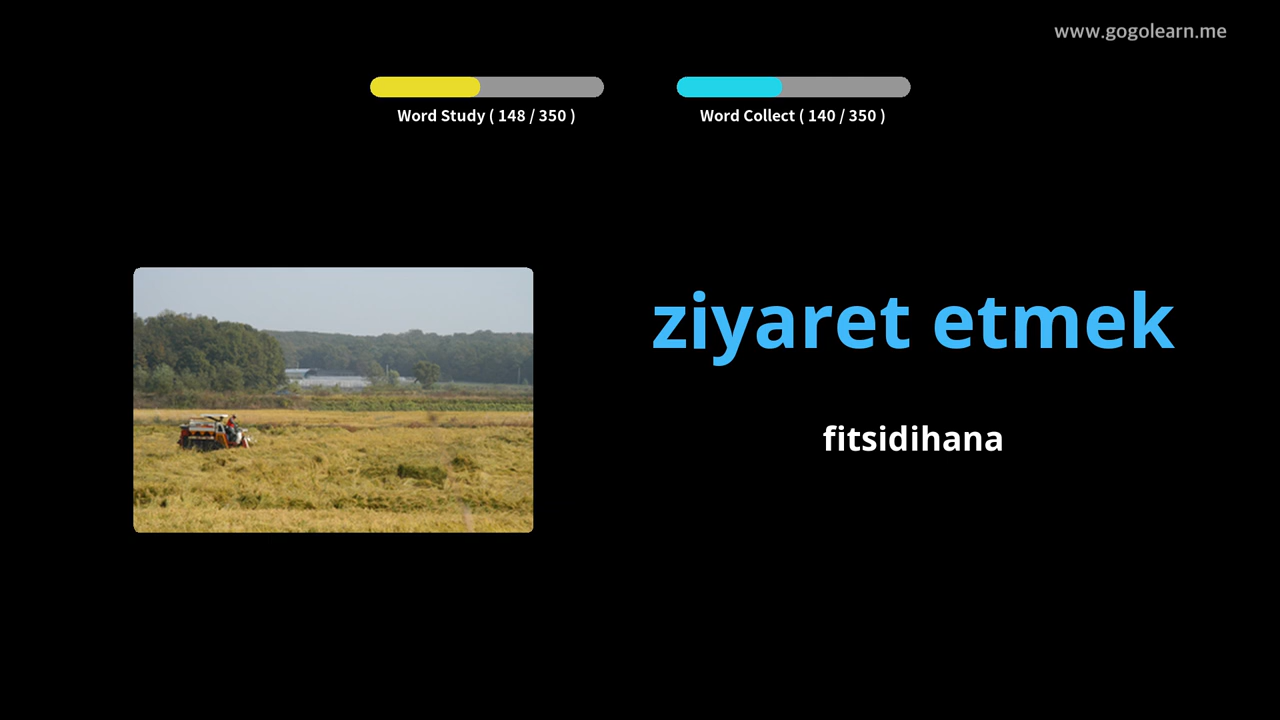 www.gogolearn.me
Word Study ( 148 / 350 )
Word Collect ( 140 / 350 )
ziyaret etmek
fitsidihana